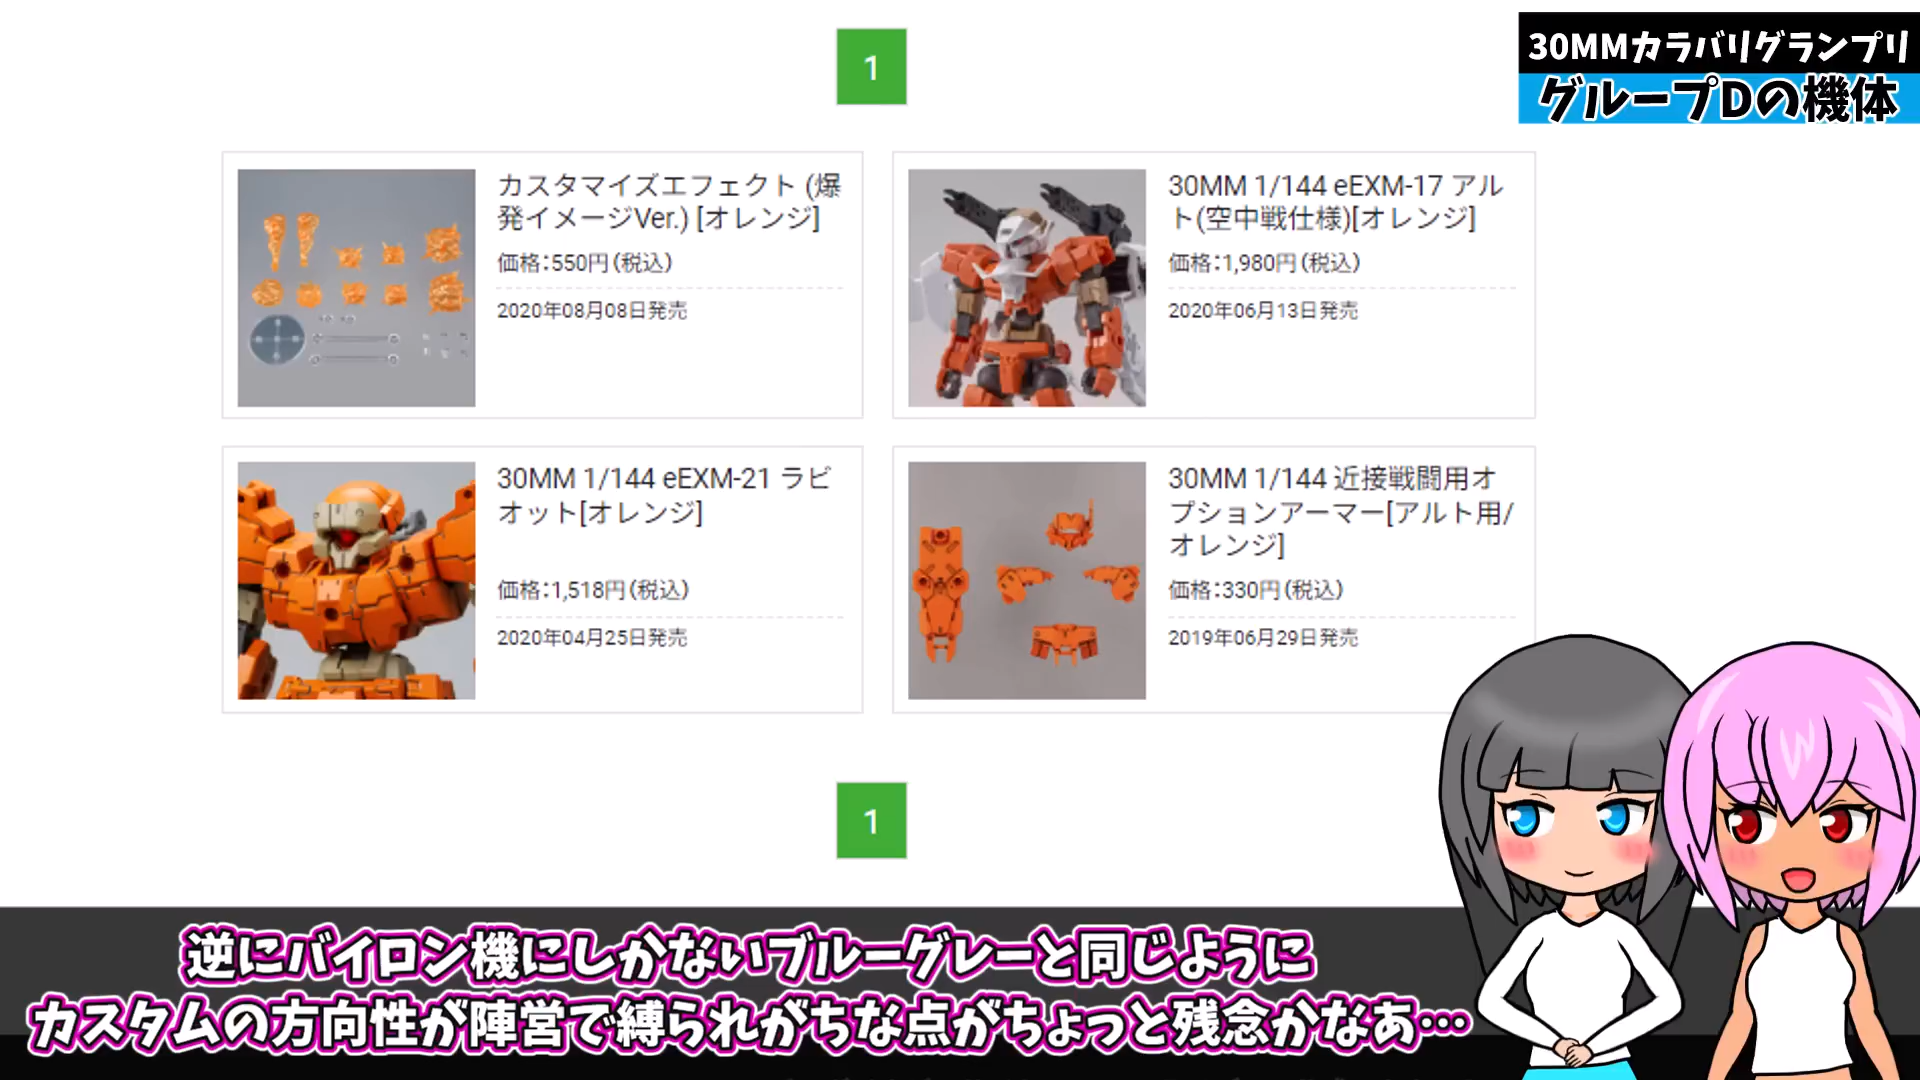 1
30MMカラバリグランプリ
グループDの機体
カスタマイズエフェクト (爆
発イメージVer.) [オレンジ]
価格:550円(税込)
2020年08月08日発売
30MM 1/144 eEXM-17 アル
ト(空中戦仕様)[オレンジ]
価格:1,980円(税込)
2020年06月13日発売
30MM 1/144 eEXM-21 ラビ
オット[オレンジ]
価格:1,518円(税込)
2020年04月25日発売
30MM 1/144 近接戦闘用オ
プションアーマー[アルト用/
オレンジ]
価格:330円(税込)
2019年06月29日発売
1
逆にバイロン機にしかないブルーグレーと同じように
カスタムの方向性が陣営で縛られがちな点がちょっと残念かなあ…